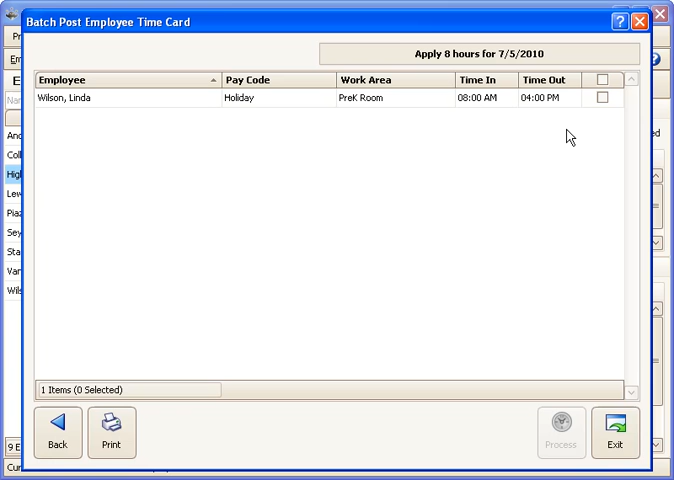 Batch Post Employee Time Card
Apply 8 hours for 7/5/2010
Employee Pay Code Work Area Time In Time Out
Wilson, Linda Holiday PreK Room 08:00 AM 04:00 PM
1 Items (0 Selected)
Back Print Process Exit